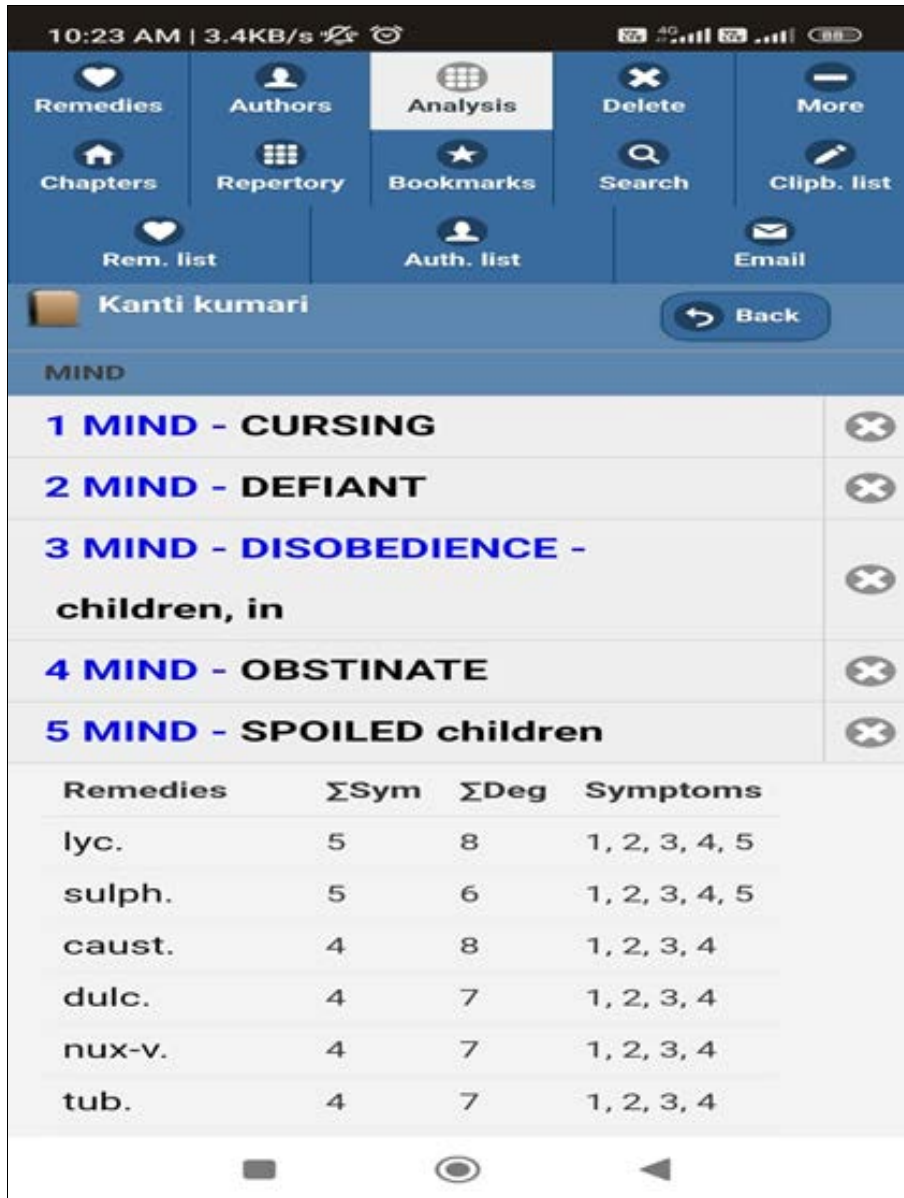 10:23 AM | 3.4KB/s
Remedies Authors Analysis Delete More
Chapters Repertory Bookmarks Search Clipb. list
Rem. list Auth. list Email
Kanti kumari Back
MIND
1 MIND - CURSING
2 MIND - DEFIANT
3 MIND - DISOBEDIENCE -
children, in
4 MIND - OBSTINATE
5 MIND - SPOILED children
Remedies ΣSym ΣDeg Symptoms
lyc. 5 8 1, 2, 3, 4, 5
sulph. 5 6 1, 2, 3, 4, 5
caust. 4 8 1, 2, 3, 4
dulc. 4 7 1, 2, 3, 4
nux-v. 4 7 1, 2, 3, 4
tub. 4 7 1, 2, 3, 4